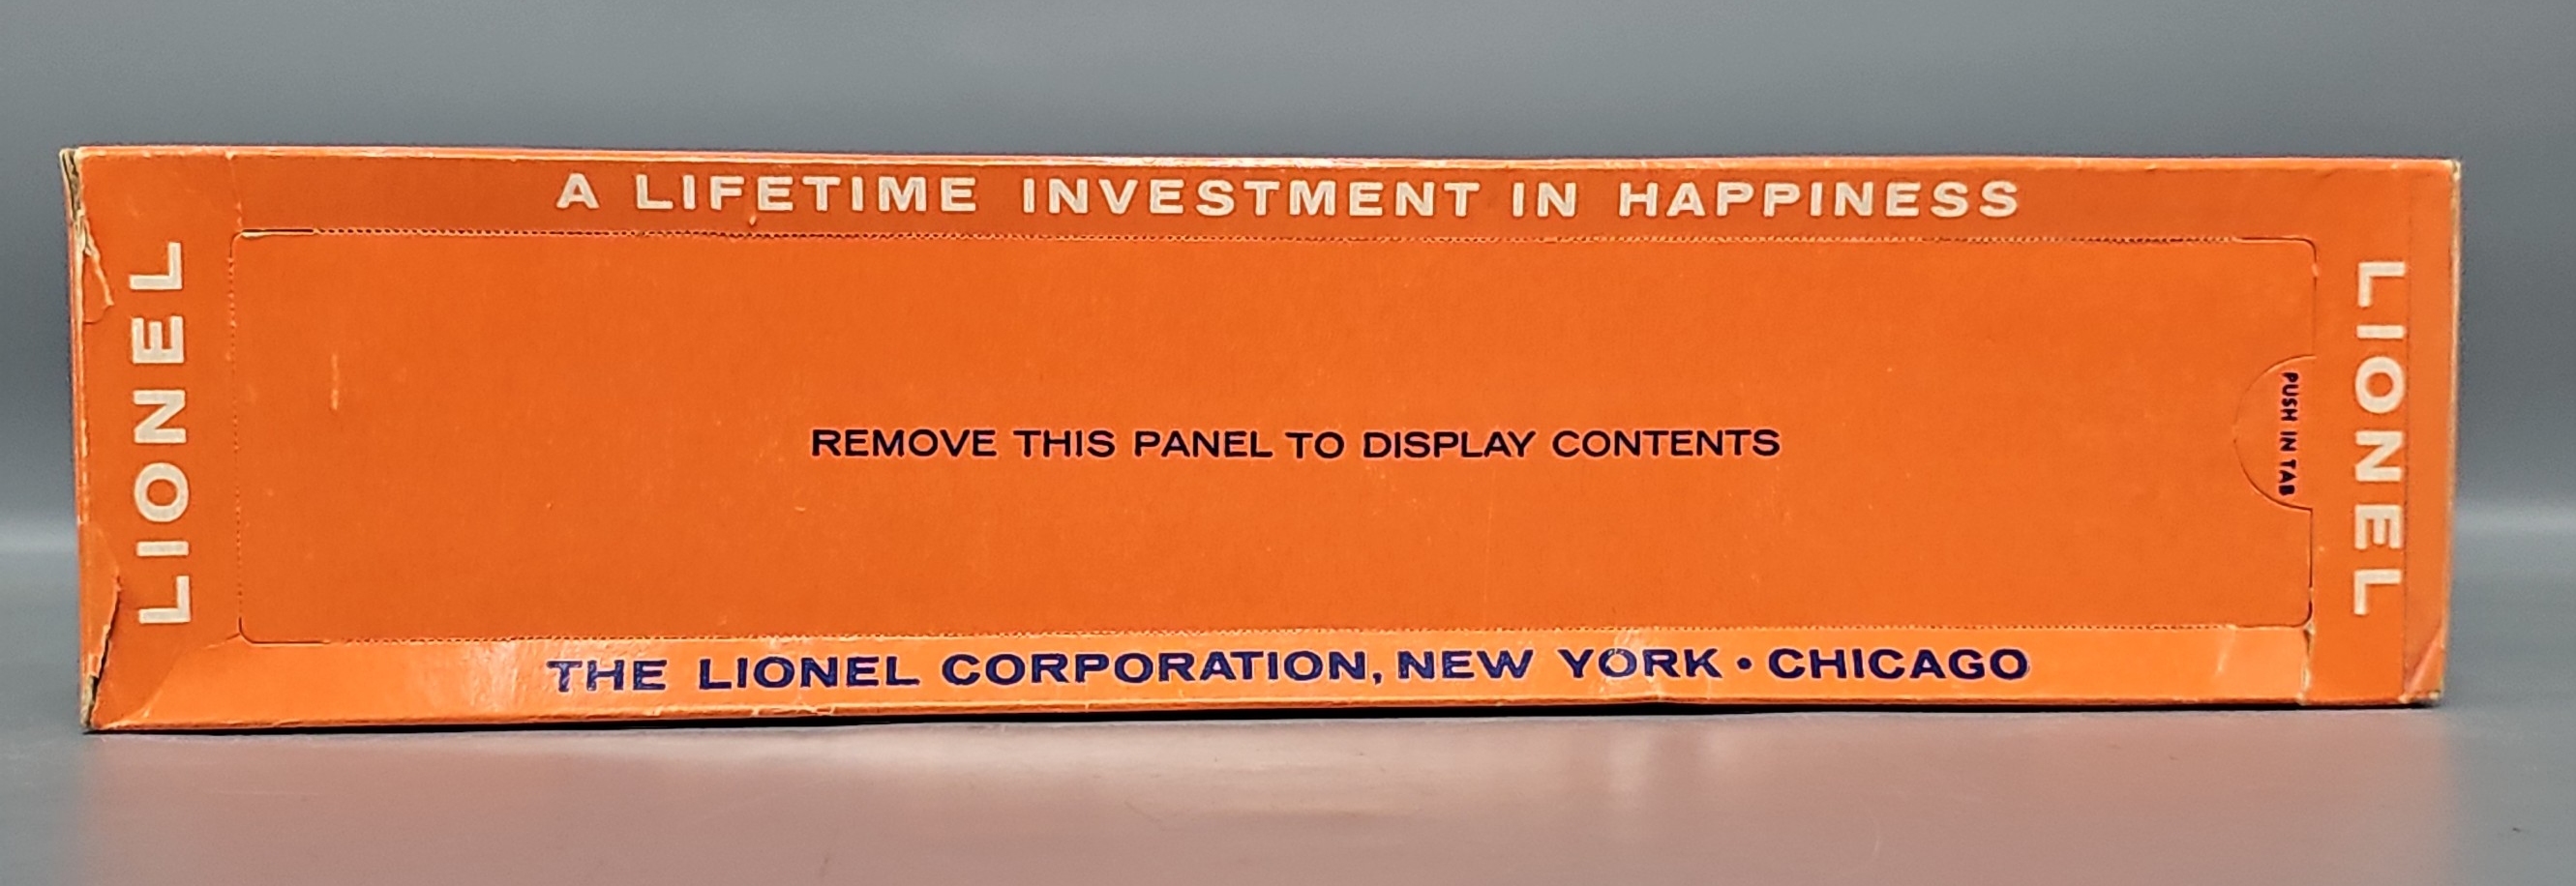 A LIFETIME INVESTMENT IN HAPPINESS
LIONEL
REMOVE THIS PANEL TO DISPLAY CONTENTS
PUSH IN TAB
LIONEL
THE LIONEL CORPORATION, NEW YORK • CHICAGO